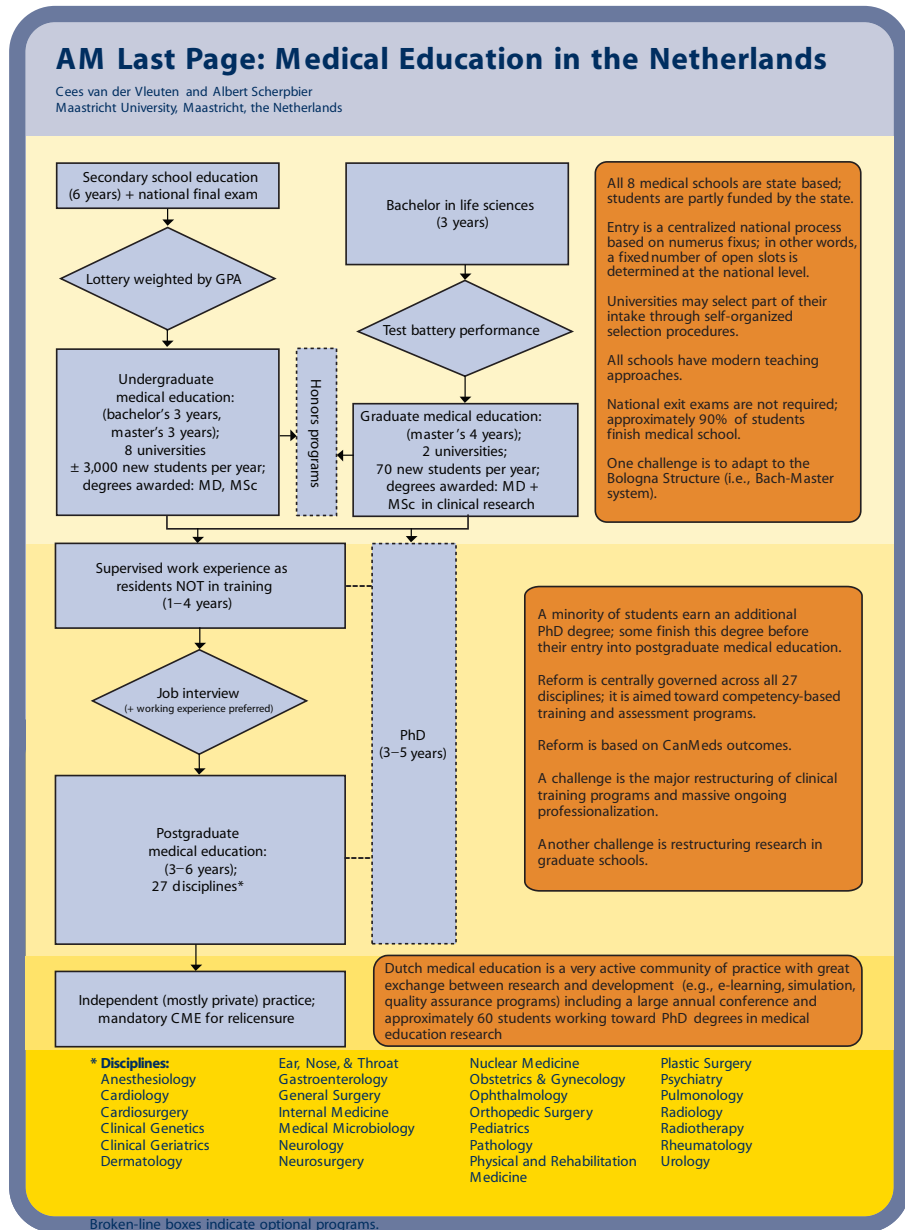 AM Last Page: Medical Education in the Netherlands
Cees van der Vleuten and Albert Scherpbier
Maastricht University, Maastricht, the Netherlands
Secondary school education
(6 years) + national final exam
Lottery weighted by GPA
Undergraduate
medical education:
(bachelor's 3 years,
master's 3 years);
8 universities
± 3,000 new students per year;
degrees awarded: MD, MSc
Honors programs
Bachelor in life sciences
(3 years)
Test battery performance
Graduate medical education:
(master's 4 years);
2 universities;
70 new students per year;
degrees awarded: MD +
MSc in clinical research
All 8 medical schools are state based;
students are partly funded by the state.
Entry is a centralized national process
based on numerus fixus; in other words,
a fixed number of open slots is
determined at the national level.
Universities may select part of their
intake through self-organized
selection procedures.
All schools have modern teaching
approaches.
National exit exams are not required;
approximately 90% of students
finish medical school.
One challenge is to adapt to the
Bologna Structure (i.e., Bach-Master
system).
Supervised work experience as
residents NOT in training
(1–4 years)
Job interview
(+ working experience preferred)
Postgraduate
medical education:
(3–6 years);
27 disciplines*
PhD
(3–5 years)
A minority of students earn an additional
PhD degree; some finish this degree before
their entry into postgraduate medical education.
Reform is centrally governed across all 27
disciplines; it is aimed toward competency-based
training and assessment programs.
Reform is based on CanMeds outcomes.
A challenge is the major restructuring of clinical
training programs and massive ongoing
professionalization.
Another challenge is restructuring research in
graduate schools.
Independent (mostly private) practice;
mandatory CME for relicensure
Dutch medical education is a very active community of practice with great
exchange between research and development (e.g., e-learning, simulation,
quality assurance programs) including a large annual conference and
approximately 60 students working toward PhD degrees in medical
education research
* Disciplines:
Anesthesiology
Cardiology
Cardiosurgery
Clinical Genetics
Clinical Geriatrics
Dermatology
Ear, Nose, & Throat
Gastroenterology
General Surgery
Internal Medicine
Medical Microbiology
Neurology
Neurosurgery
Nuclear Medicine
Obstetrics & Gynecology
Ophthalmology
Orthopedic Surgery
Pediatrics
Pathology
Physical and Rehabilitation
Medicine
Plastic Surgery
Psychiatry
Pulmonology
Radiology
Radiotherapy
Rheumatology
Urology
Broken-line boxes indicate optional programs.